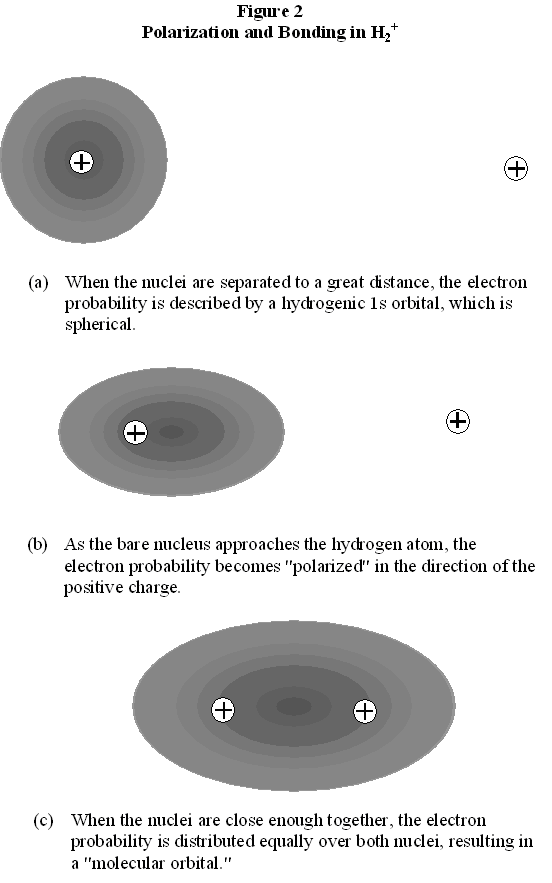 Figure 2
Polarization and Bonding in H₂⁺
+
+
(a) When the nuclei are separated to a great distance, the electron
probability is described by a hydrogenic 1s orbital, which is
spherical.
+
+
(b) As the bare nucleus approaches the hydrogen atom, the
electron probability becomes "polarized" in the direction of the
positive charge.
+
+
(c) When the nuclei are close enough together, the electron
probability is distributed equally over both nuclei, resulting in
a "molecular orbital."